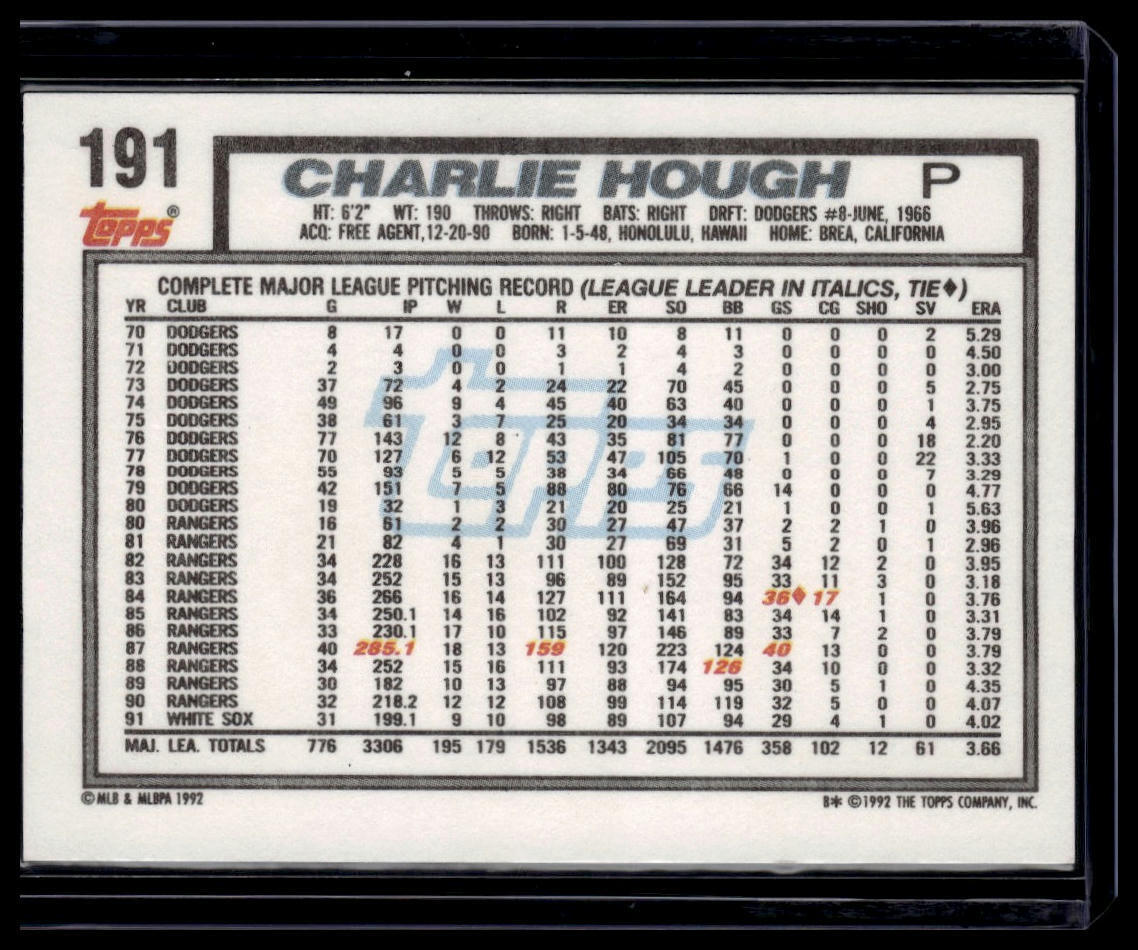 191
CHARLIE HOUGH P
Topps®
HT: 6'2" WT: 190 THROWS: RIGHT BATS: RIGHT DRFT: DODGERS #8-JUNE, 1966
ACQ: FREE AGENT,12-20-90 BORN: 1-5-48, HONOLULU, HAWAII HOME: BREA, CALIFORNIA
COMPLETE MAJOR LEAGUE PITCHING RECORD (LEAGUE LEADER IN ITALICS, TIE♦)
YR CLUB G IP W L R ER SO BB GS CG SHO SV ERA
70 DODGERS 8 17 0 0 11 10 8 11 0 0 0 2 5.29
71 DODGERS 4 4 0 0 3 2 4 3 0 0 0 0 4.50
72 DODGERS 2 3 0 0 1 1 4 2 0 0 0 0 3.00
73 DODGERS 37 72 4 2 24 22 70 45 0 0 0 5 2.75
74 DODGERS 49 96 9 4 45 40 63 40 0 0 0 1 3.75
75 DODGERS 38 61 3 7 25 20 34 34 0 0 0 4 2.95
76 DODGERS 77 143 12 8 43 35 81 77 0 0 0 18 2.20
77 DODGERS 70 127 6 12 53 47 105 70 1 0 0 22 3.33
78 DODGERS 55 93 5 5 38 34 66 48 0 0 0 7 3.29
79 DODGERS 42 151 7 5 88 80 76 66 14 0 0 0 4.77
80 DODGERS 19 32 1 3 21 20 25 21 1 0 0 1 5.63
80 RANGERS 16 61 2 2 30 27 47 37 2 2 1 0 3.96
81 RANGERS 21 82 4 1 30 27 69 31 5 2 0 1 2.96
82 RANGERS 34 228 16 13 111 100 128 72 34 12 2 0 3.95
83 RANGERS 34 252 15 13 96 89 152 95 33 11 3 0 3.18
84 RANGERS 36 266 16 14 127 111 164 94 36♦ 17 1 0 3.76
85 RANGERS 34 250.1 14 16 102 92 141 83 34 14 1 0 3.31
86 RANGERS 33 230.1 17 10 115 97 146 89 33 7 2 0 3.79
87 RANGERS 40 285.1 18 13 159 120 223 124 40 13 0 0 3.79
88 RANGERS 34 252 15 16 111 93 174 126 34 10 0 0 3.32
89 RANGERS 30 182 10 13 97 88 94 95 30 5 1 0 4.35
90 RANGERS 32 218.2 12 12 108 99 114 119 32 5 0 0 4.07
91 WHITE SOX 31 199.1 9 10 98 89 107 94 29 4 1 0 4.02
MAJ. LEA. TOTALS 776 3306 195 179 1536 1343 2095 1476 358 102 12 61 3.66
Topps
©MLB & MLBPA 1992 B* ©1992 THE TOPPS COMPANY, INC.